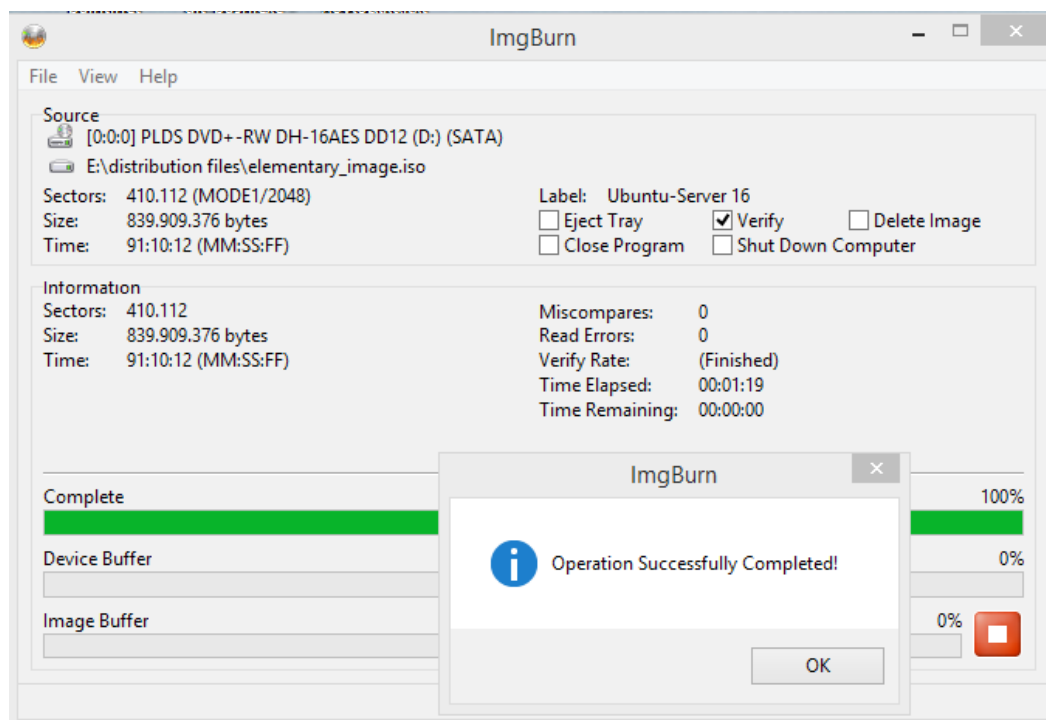 ImgBurn
File View Help
Source
[0:0:0] PLDS DVD+-RW DH-16AES DD12 (D:) (SATA)
E:\distribution files\elementary_image.iso
Sectors: 410.112 (MODE1/2048) Label: Ubuntu-Server 16
Size: 839.909.376 bytes Eject Tray Verify Delete Image
Time: 91:10:12 (MM:SS:FF) Close Program Shut Down Computer
Information
Sectors: 410.112 Miscompares: 0
Size: 839.909.376 bytes Read Errors: 0
Time: 91:10:12 (MM:SS:FF) Verify Rate: (Finished)
Time Elapsed: 00:01:19
Time Remaining: 00:00:00
ImgBurn
Complete 100%
Operation Successfully Completed!
Device Buffer 0%
Image Buffer 0%
OK